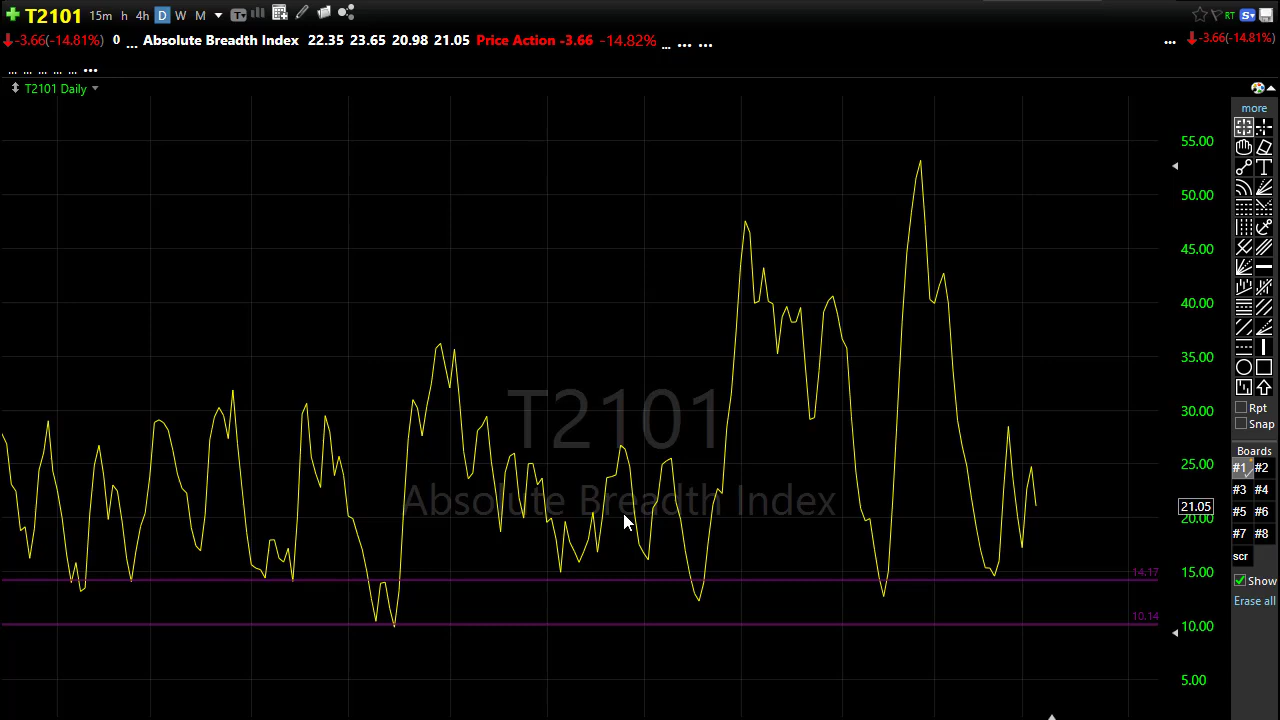 T2101 15m h 4h D W M RT S
-3.66(-14.81%) 0 ... Absolute Breadth Index 22.35 23.65 20.98 21.05 Price Action -3.66 -14.82% ... ... ... ... -3.66(-14.81%)
... ... ... ... ... ...
T2101 Daily
more
55.00
50.00
45.00
40.00
35.00
30.00
25.00
21.05
20.00
15.00
10.00
5.00
T2101
Absolute Breadth Index
14.17
10.14
T
Rpt
Snap
Boards
#1 #2
#3 #4
#5 #6
#7 #8
scr
Show
Erase all